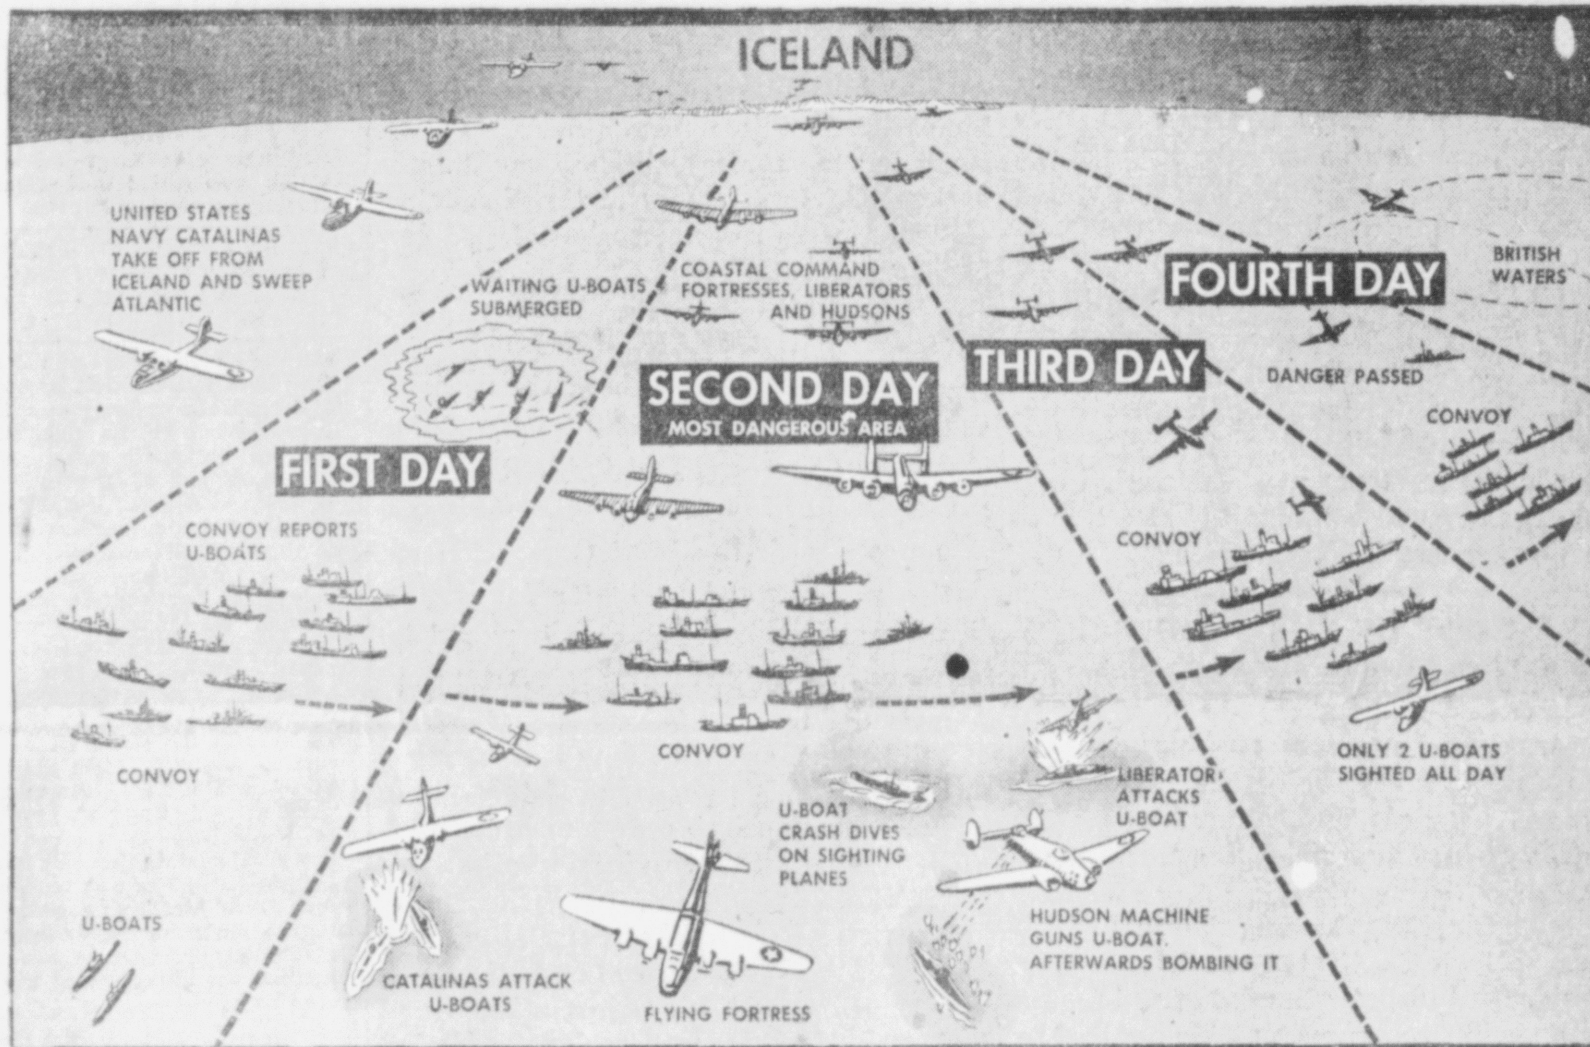 ICELAND
UNITED STATES
NAVY CATALINAS
TAKE OFF FROM
ICELAND AND SWEEP
ATLANTIC
WAITING U-BOATS
SUBMERGED
COASTAL COMMAND
FORTRESSES, LIBERATORS
AND HUDSONS
FOURTH DAY
BRITISH
WATERS
DANGER PASSED
CONVOY
THIRD DAY
SECOND DAY
MOST DANGEROUS AREA
FIRST DAY
CONVOY REPORTS
U-BOATS
CONVOY
CONVOY
CONVOY
ONLY 2 U-BOATS
SIGHTED ALL DAY
U-BOAT
CRASH DIVES
ON SIGHTING
PLANES
LIBERATOR
ATTACKS
U-BOAT
U-BOATS
CATALINAS ATTACK
U-BOATS
FLYING FORTRESS
HUDSON MACHINE
GUNS U-BOAT.
AFTERWARDS BOMBING IT